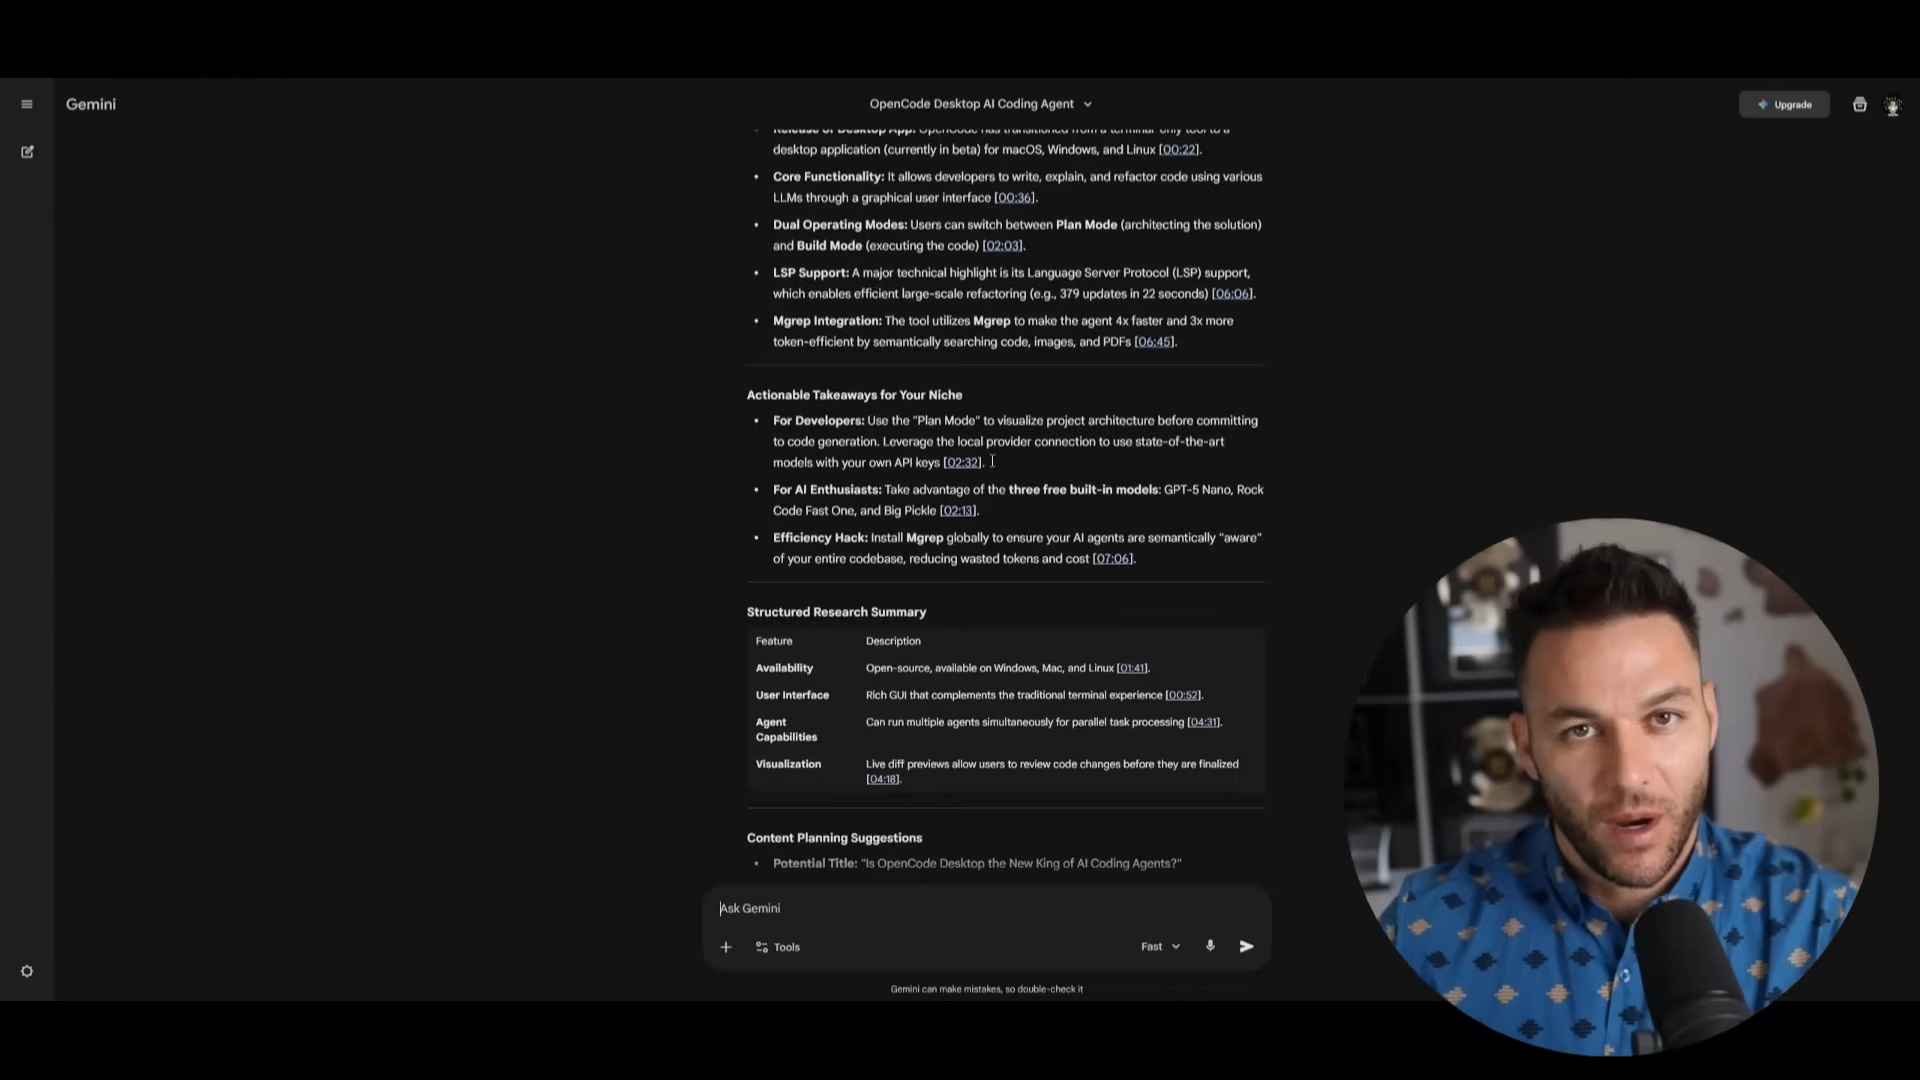 Gemini
OpenCode Desktop AI Coding Agent
Upgrade
Release of Desktop App: OpenCode has transitioned from a terminal-only tool to a
desktop application (currently in beta) for macOS, Windows, and Linux [00:22].
• Core Functionality: It allows developers to write, explain, and refactor code using various
LLMs through a graphical user interface [00:36].
• Dual Operating Modes: Users can switch between Plan Mode (architecting the solution)
and Build Mode (executing the code) [02:03].
• LSP Support: A major technical highlight is its Language Server Protocol (LSP) support,
which enables efficient large-scale refactoring (e.g., 379 updates in 22 seconds) [06:06].
• Mgrep Integration: The tool utilizes Mgrep to make the agent 4x faster and 3x more
token-efficient by semantically searching code, images, and PDFs [06:45].
Actionable Takeaways for Your Niche
• For Developers: Use the "Plan Mode" to visualize project architecture before committing
to code generation. Leverage the local provider connection to use state-of-the-art
models with your own API keys [02:32].
• For AI Enthusiasts: Take advantage of the three free built-in models: GPT-5 Nano, Rock
Code Fast One, and Big Pickle [02:13].
• Efficiency Hack: Install Mgrep globally to ensure your AI agents are semantically "aware"
of your entire codebase, reducing wasted tokens and cost [07:06].
Structured Research Summary
Feature Description
Availability Open-source, available on Windows, Mac, and Linux [01:41].
User Interface Rich GUI that complements the traditional terminal experience [00:52].
Agent Can run multiple agents simultaneously for parallel task processing [04:31].
Capabilities
Visualization Live diff previews allow users to review code changes before they are finalized
[04:18].
Content Planning Suggestions
• Potential Title: "Is OpenCode Desktop the New King of AI Coding Agents?"
Ask Gemini
Tools
Fast
Gemini can make mistakes, so double-check it